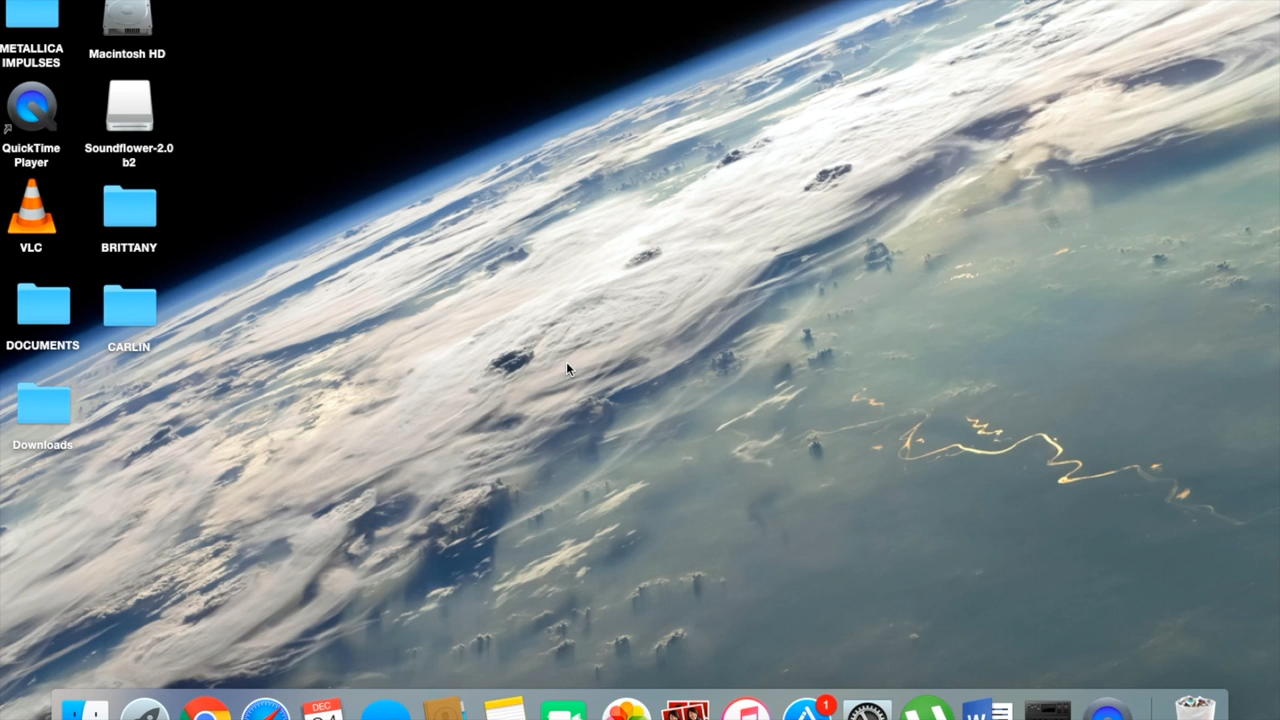 METALLICA
IMPULSES
Macintosh HD
QuickTime
Player
Soundflower-2.0
b2
VLC
BRITTANY
DOCUMENTS
CARLIN
Downloads
DEC
1
W